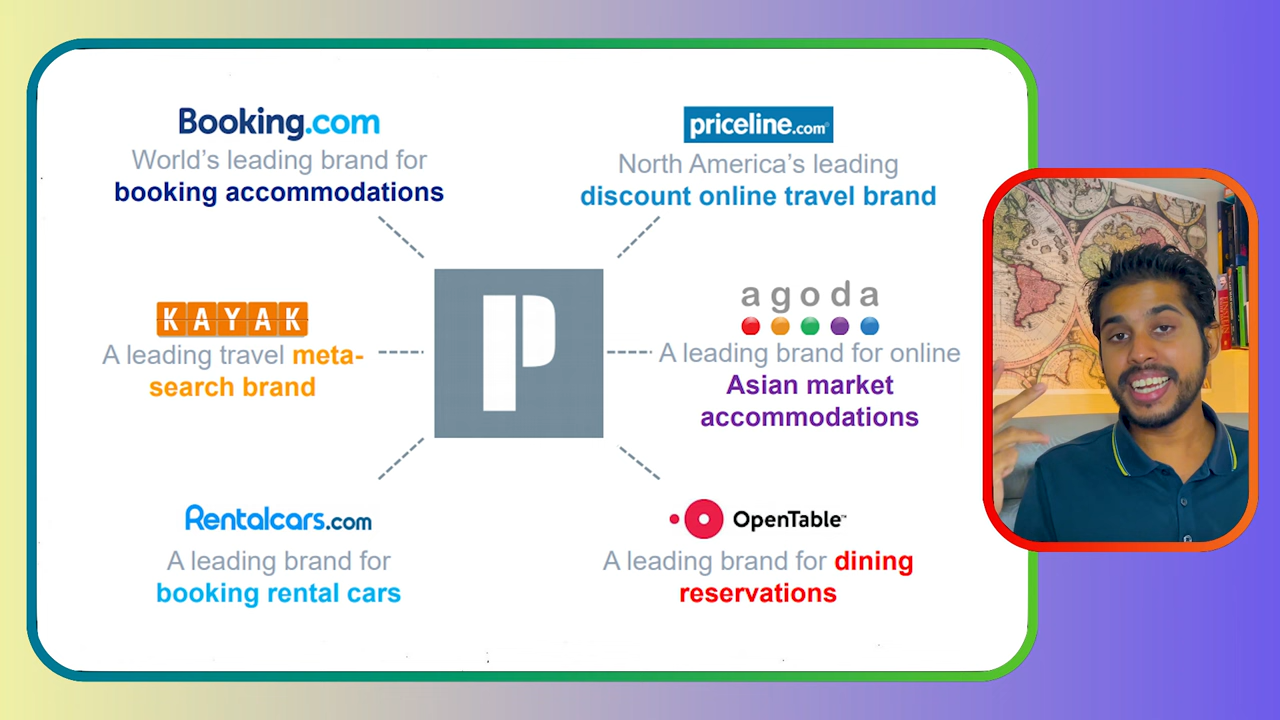 Booking.com
World's leading brand for
booking accommodations
priceline.com®
North America's leading
discount online travel brand
KAYAK
A leading travel meta-
search brand
P
agoda
A leading brand for online
Asian market
accommodations
Rentalcars.com
A leading brand for
booking rental cars
OpenTable™
A leading brand for dining
reservations